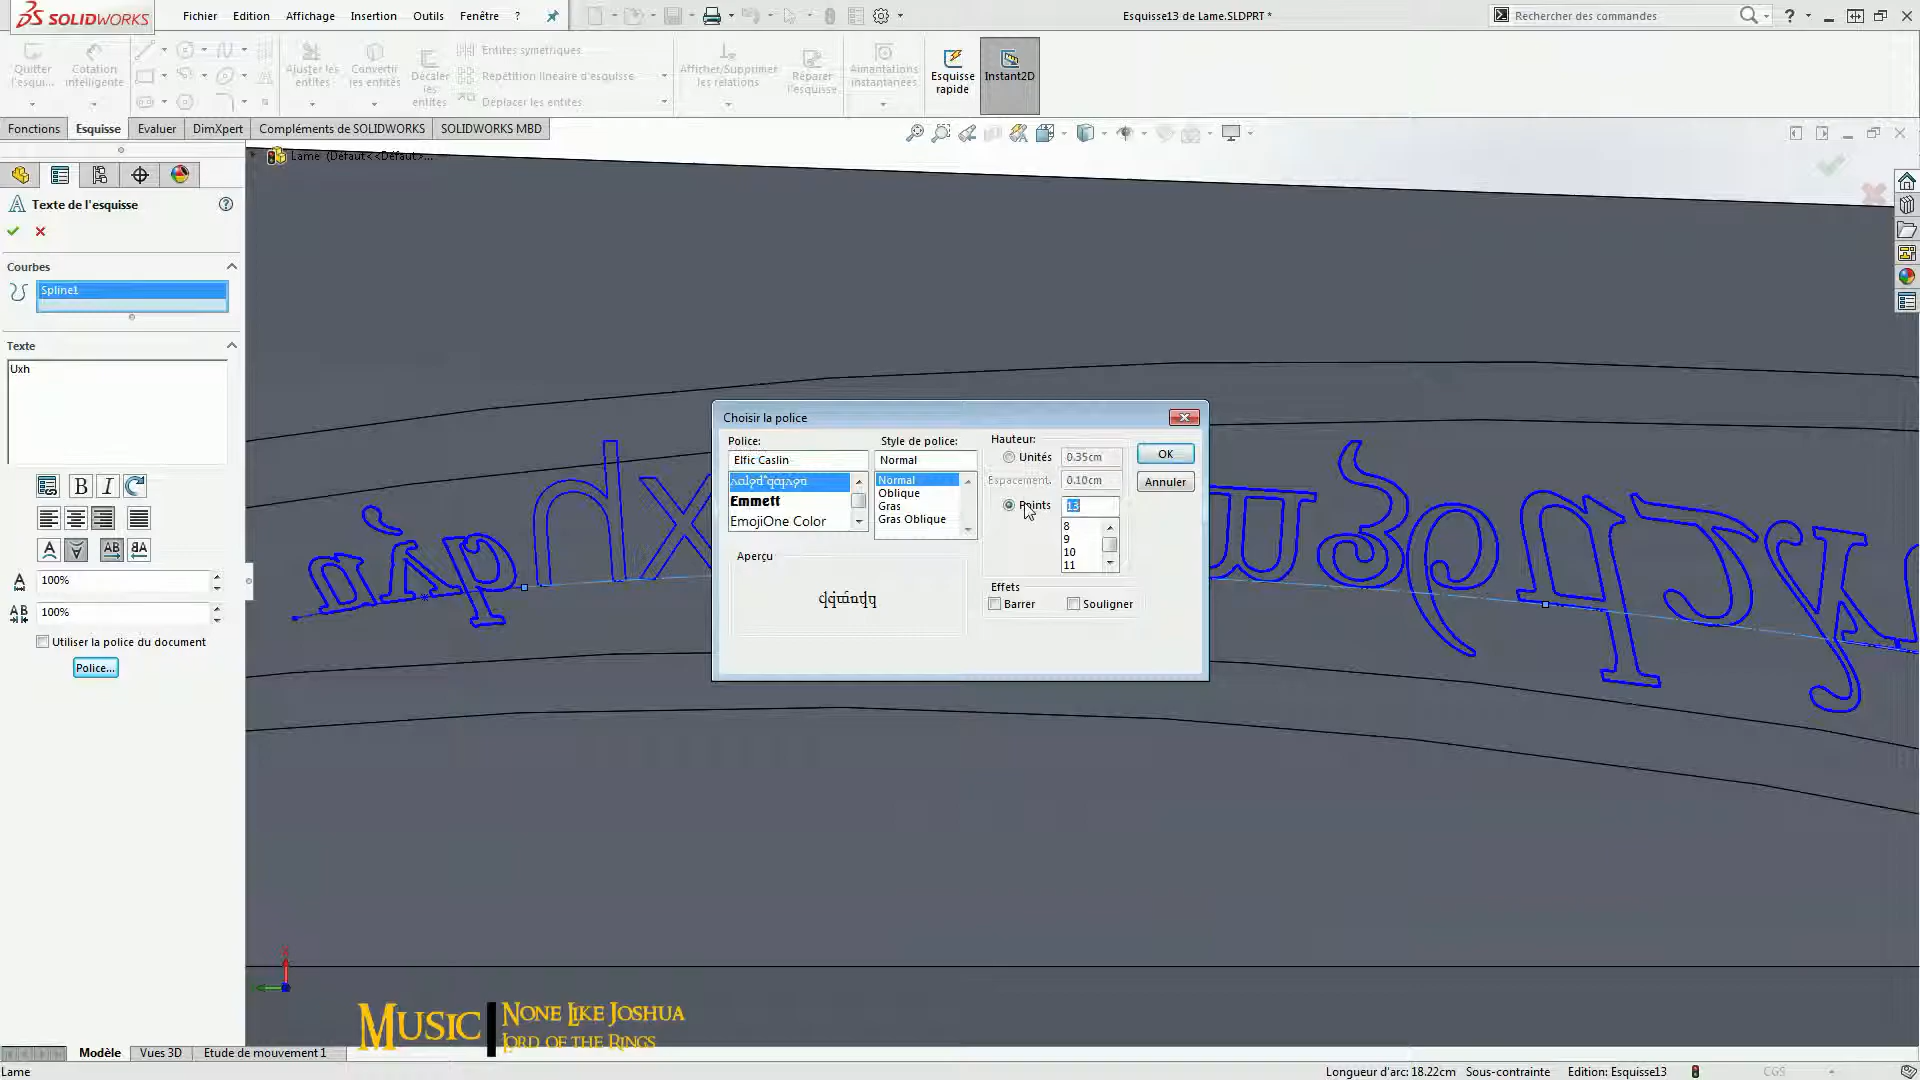 SOLIDWORKS
Fichier Edition Affichage Insertion Outils Fenêtre ?
Esquisse13 de Lame.SLDPRT *
Rechercher des commandes
Quitter l'esqui...
Cotation intelligente
Ajuster les entités
Convertir les entités
Décaler les entités
Entités symétriques
Répétition linéaire d'esquisse
Déplacer les entités
Afficher/Supprimer les relations
Réparer l'esquisse
Aimantations instantanées
Esquisse rapide
Instant2D
Fonctions Esquisse Evaluer DimXpert Compléments de SOLIDWORKS SOLIDWORKS MBD
Lame (Défaut<<Défaut>...
Texte de l'esquisse
Courbes
Spline1
Texte
Uxh
100%
100%
Utiliser la police du document
Police...
Choisir la police
Police:
Elfic Caslin
Emmett
EmojiOne Color
Style de police:
Normal
Normal
Oblique
Gras
Gras Oblique
Hauteur:
Unités 0.35cm
Espacement. 0.10cm
Points 13
8
9
10
11
OK
Annuler
Aperçu
Effets
Barrer Souligner
Music
None Like Joshua
Lord of the Rings
Modèle Vues 3D Etude de mouvement 1
Lame
Longueur d'arc: 18.22cm Sous-contrainte Edition: Esquisse13 CGS